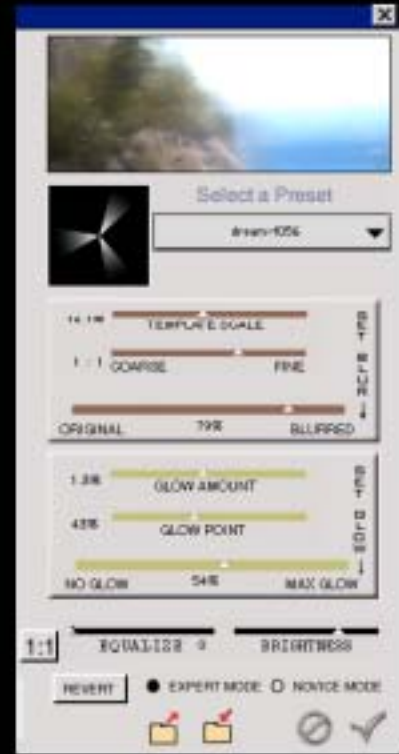 Select a Preset
TEMPLATE SCALE
SET BLUR
1 : 1 COARSE FINE
79%
ORIGINAL BLURRED
1.3%
GLOW AMOUNT
SET GLOW
43%
GLOW POINT
54%
NO GLOW MAX GLOW
1:1 EQUALIZE 0 BRIGHTNESS
REVERT EXPERT MODE NOVICE MODE